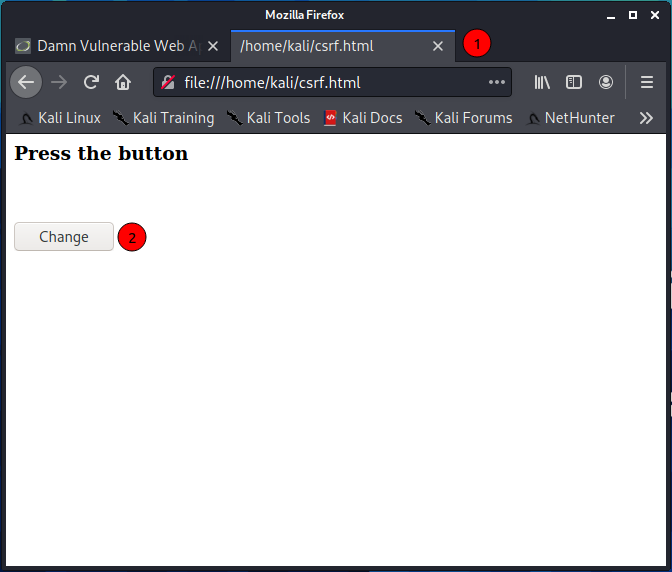 Mozilla Firefox
Damn Vulnerable Web Ap
/home/kali/csrf.html
1
file:///home/kali/csrf.html
Kali Linux Kali Training Kali Tools Kali Docs Kali Forums NetHunter
Press the button
Change
2